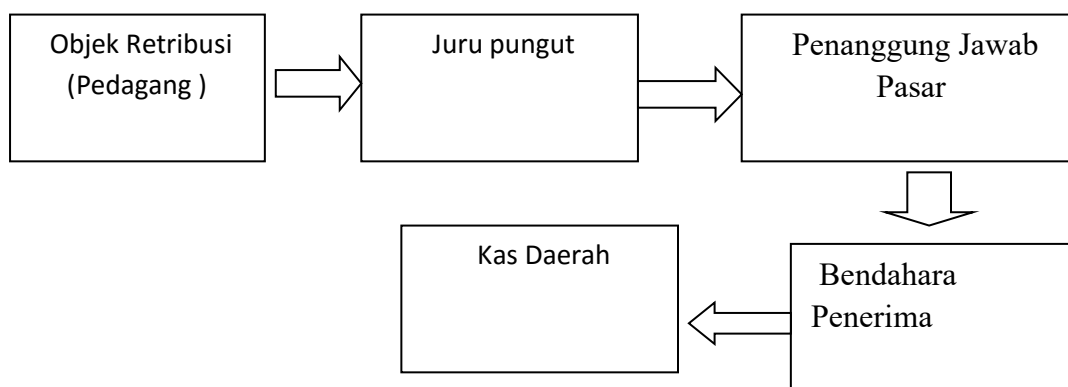 Objek Retribusi
(Pedagang )
Juru pungut
Penanggung Jawab
Pasar
Bendahara
Penerima
Kas Daerah